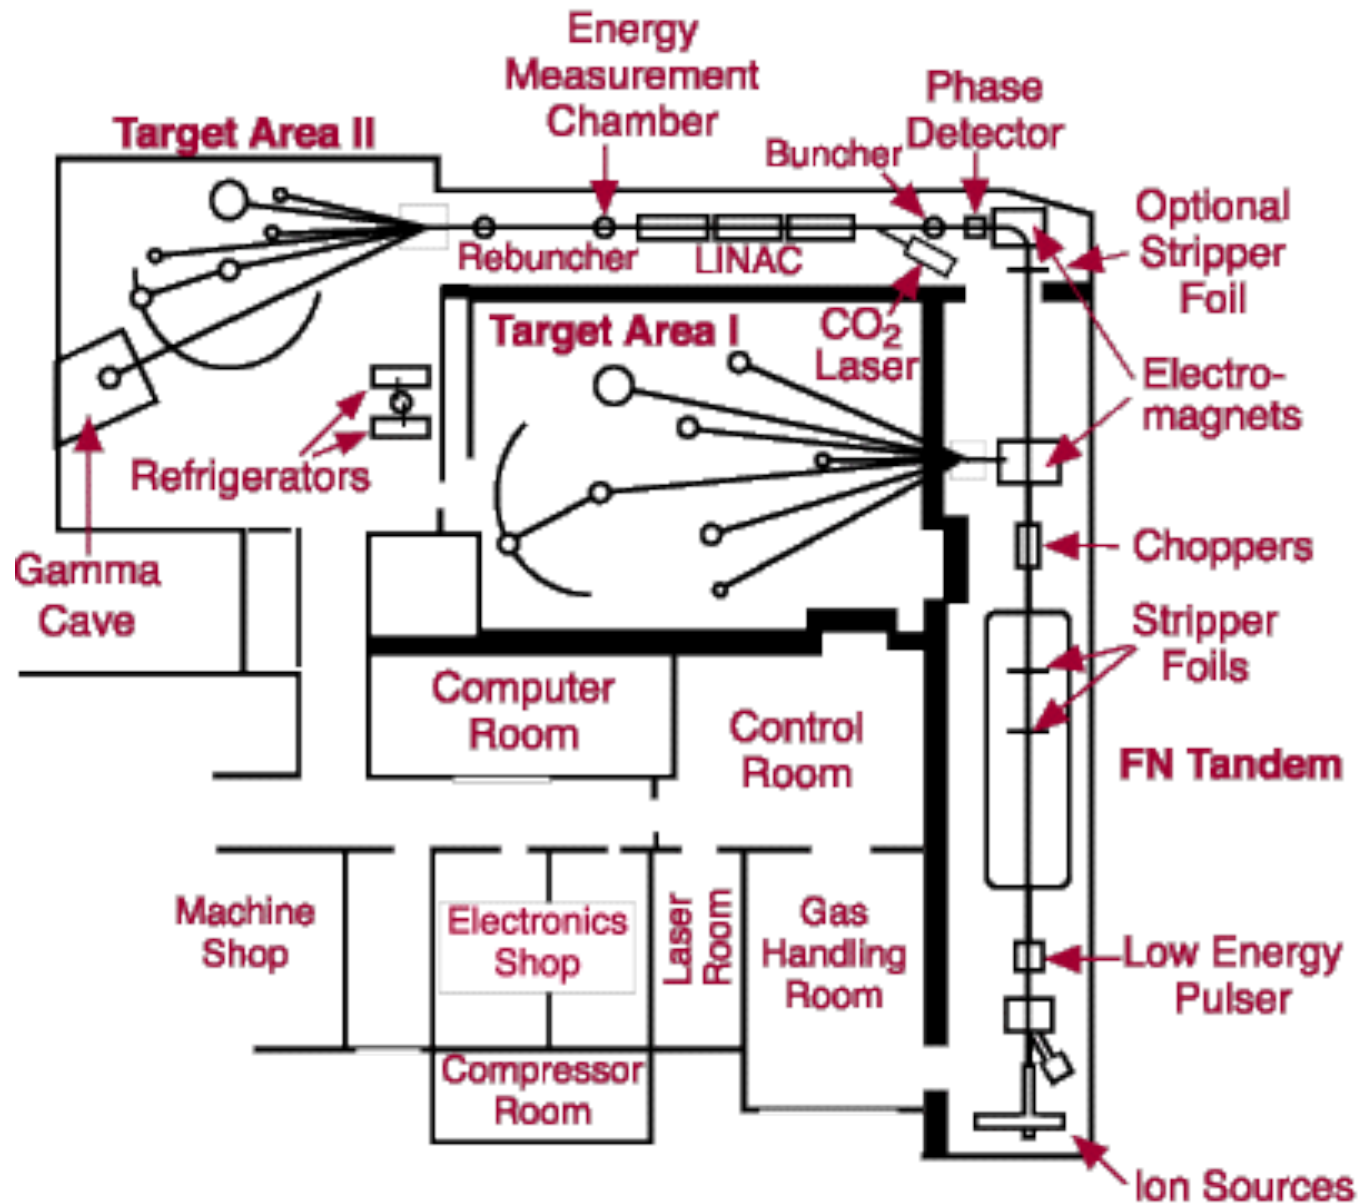 Energy
Measurement
Chamber
Phase
Detector
Target Area II
Buncher
Optional
Stripper
Foil
Rebuncher
LINAC
Target Area I
CO₂
Laser
Electro-
magnets
Refrigerators
Choppers
Gamma
Cave
Stripper
Foils
Computer
Room
Control
Room
FN Tandem
Machine
Shop
Electronics
Shop
Laser
Room
Gas
Handling
Room
Low Energy
Pulser
Compressor
Room
Ion Sources